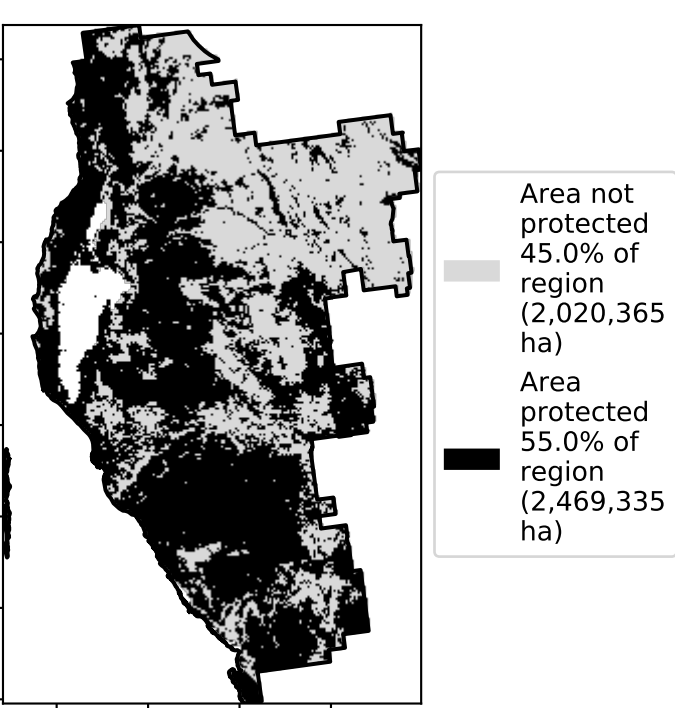 Area not
protected
45.0% of
region
(2,020,365
ha)
Area
protected
55.0% of
region
(2,469,335
ha)